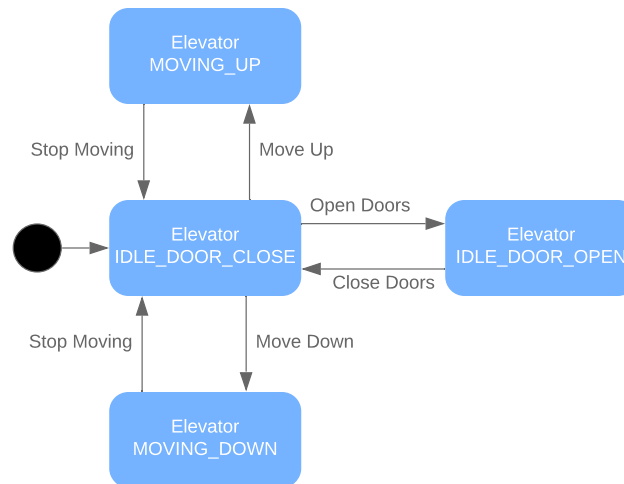 Elevator
MOVING_UP
Stop Moving
Move Up
Open Doors
Elevator
IDLE_DOOR_CLOSE
Elevator
IDLE_DOOR_OPEN
Close Doors
Stop Moving
Move Down
Elevator
MOVING_DOWN